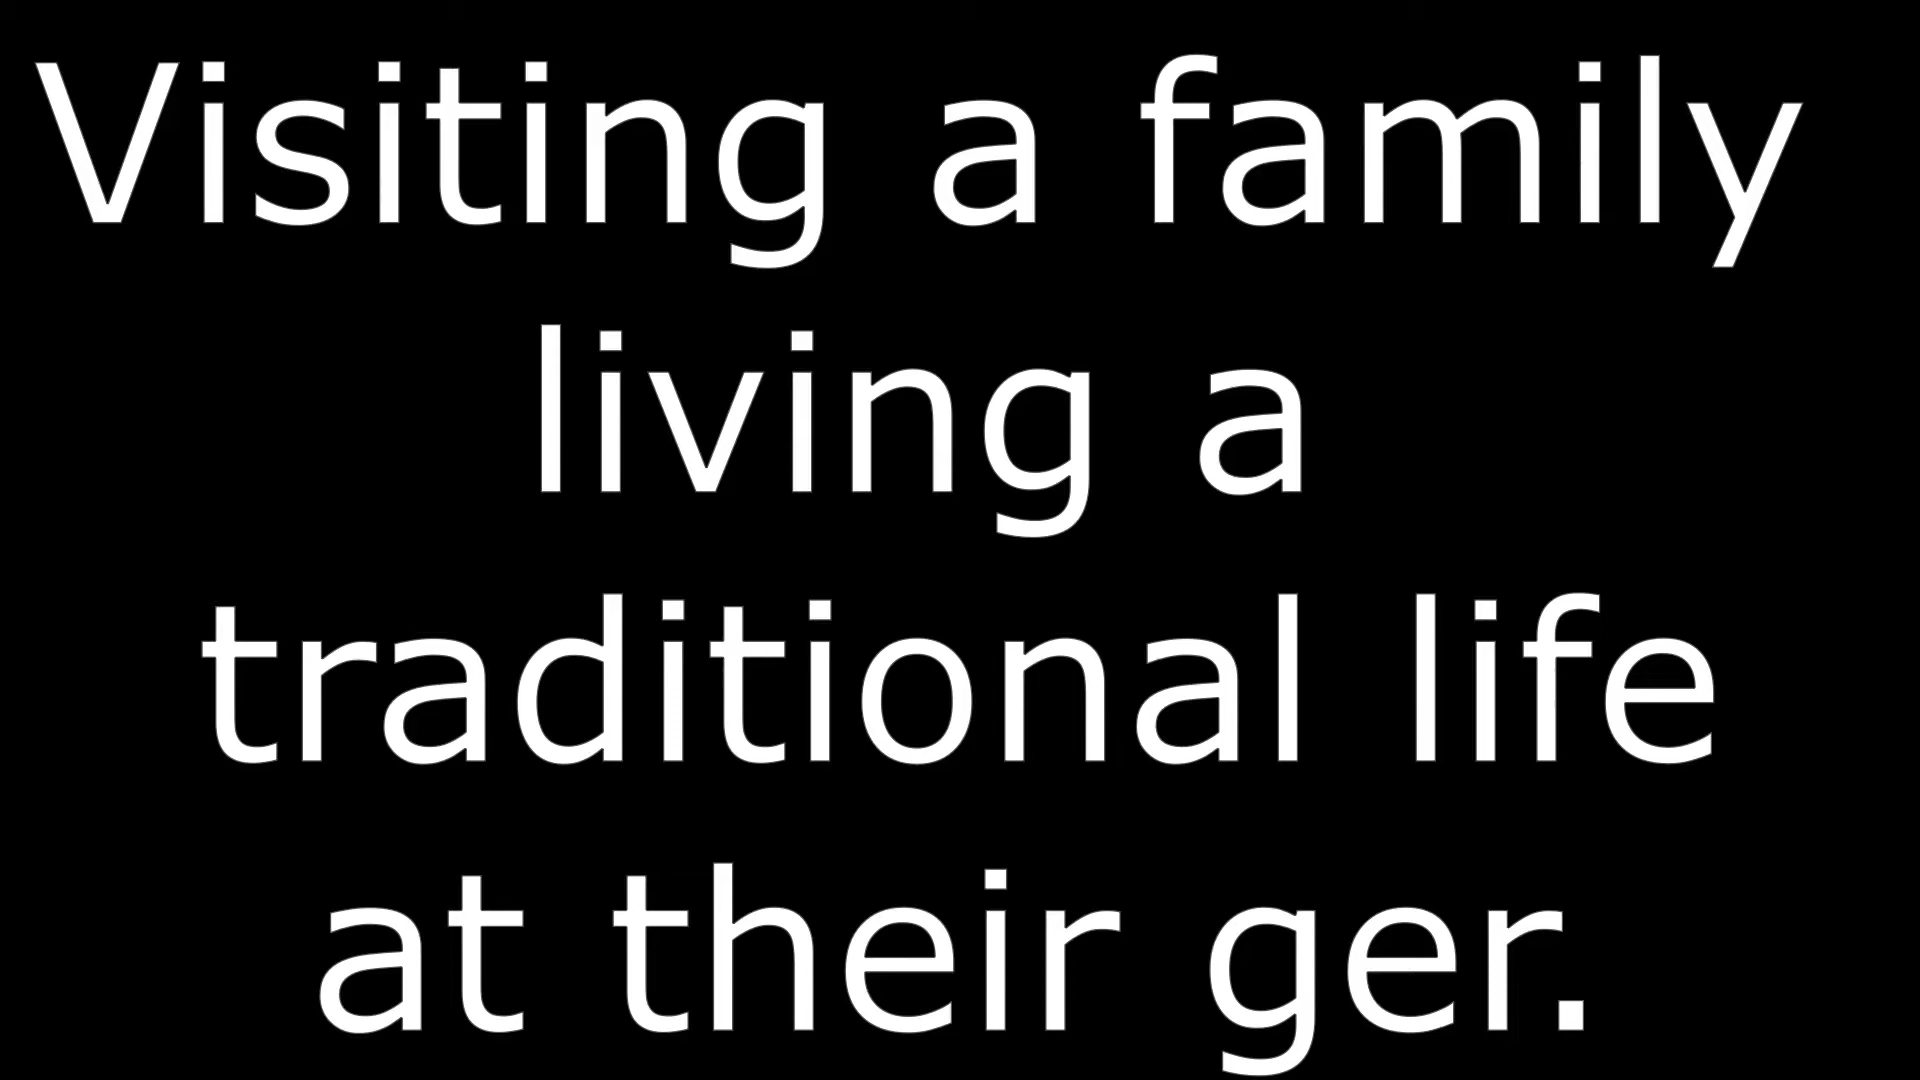 Visiting a family
living a
traditional life
at their ger.